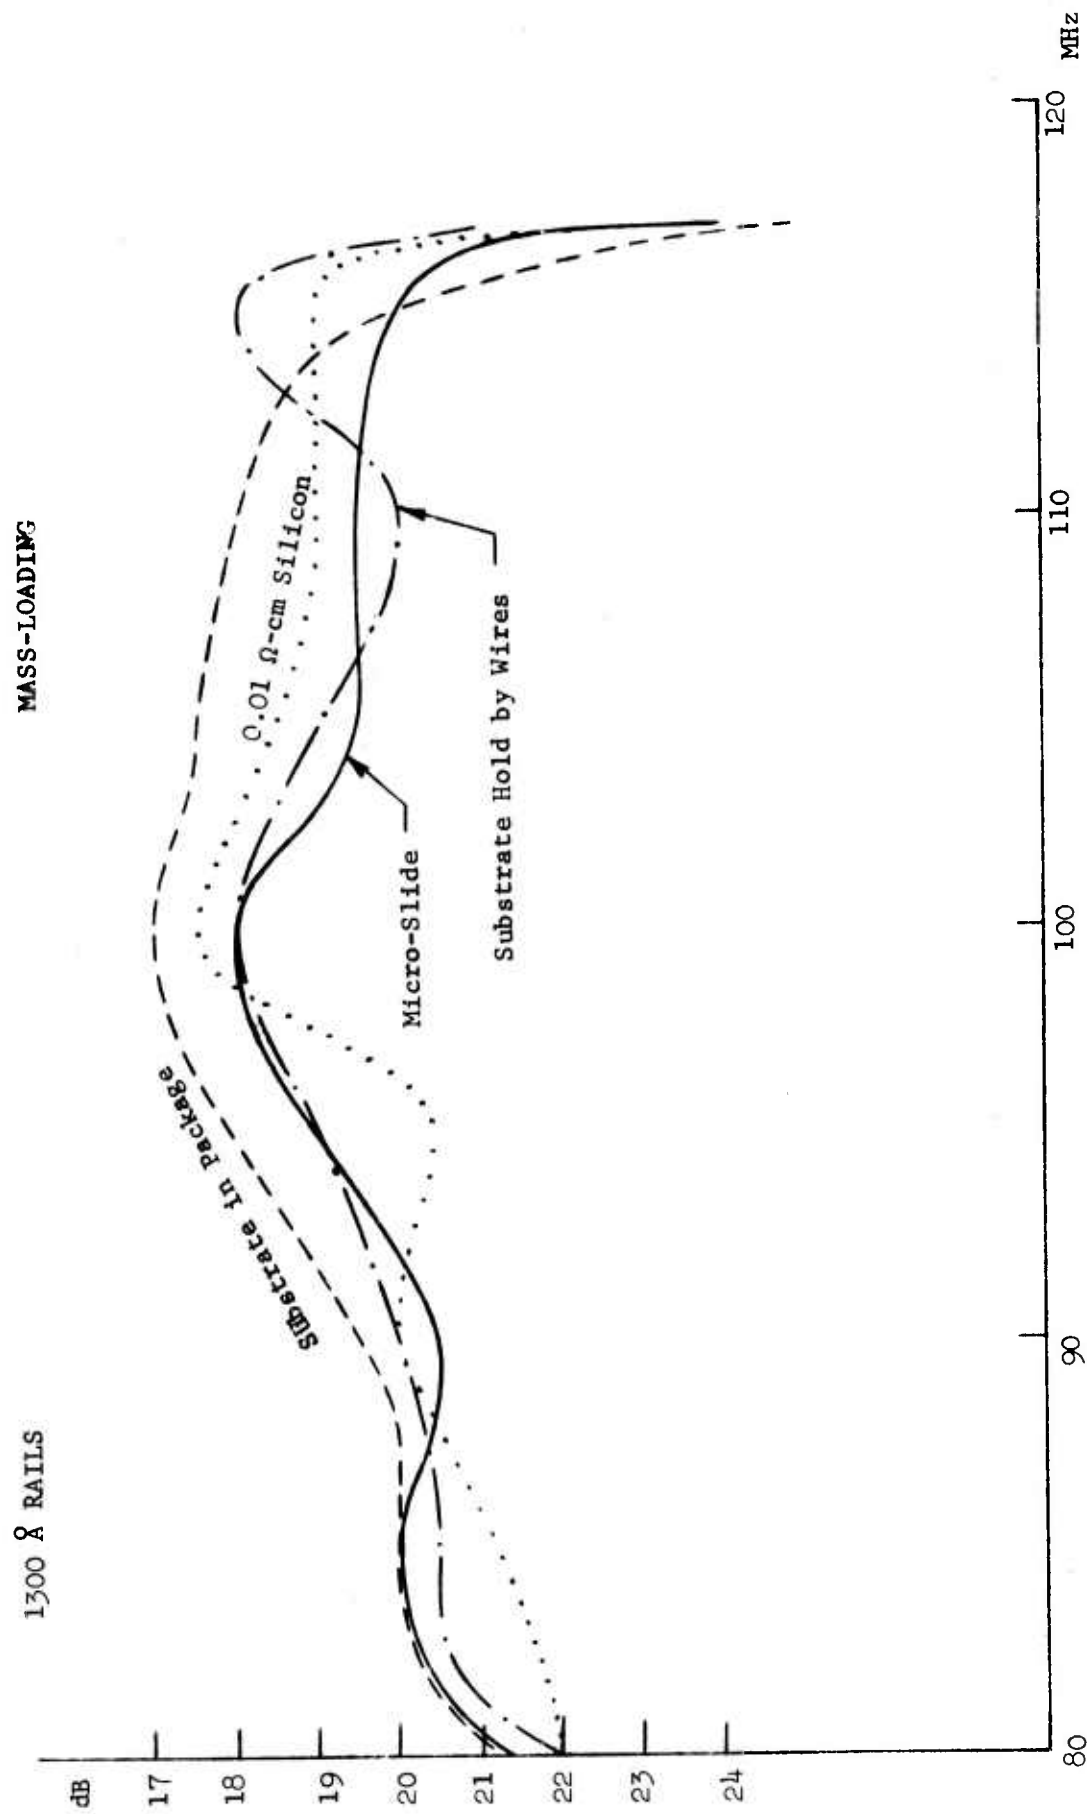 1300 Å RAILS
MASS-LOADING
dB
17
18
19
20
21
22
23
24
Substrate in Package
0.01 Ω-cm Silicon
Micro-Slide
Substrate Hold by Wires
80
90
100
110
120
MHz